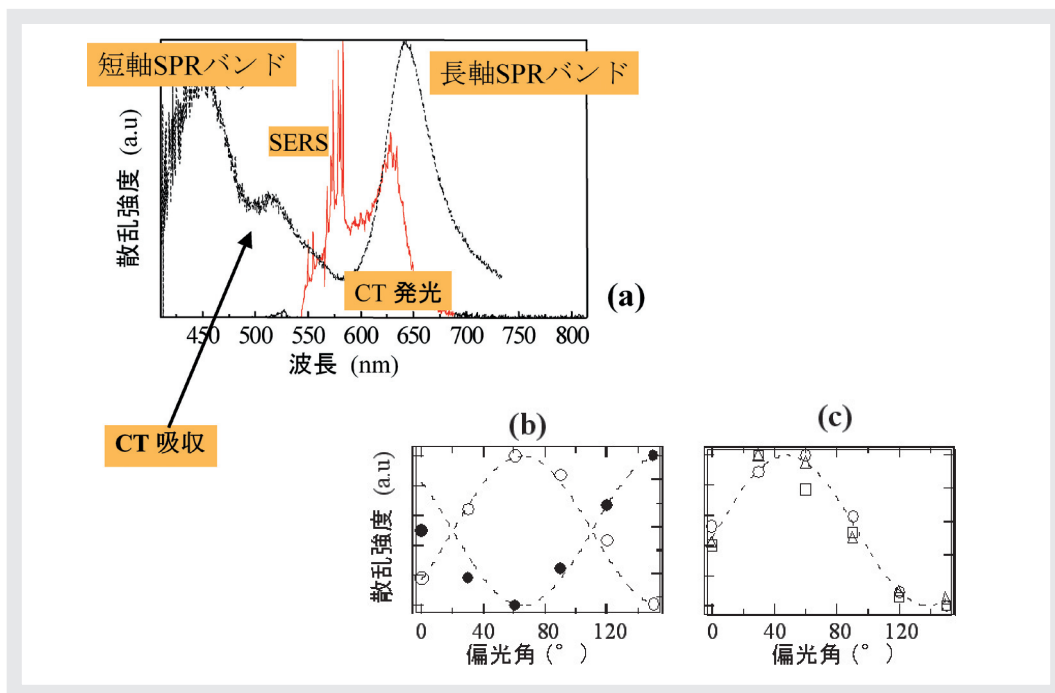 短軸SPRバンド
長軸SPRバンド
SERS
散乱強度 (a.u)
CT 発光
(a)
450 500 550 600 650 700 750 800
波長 (nm)
CT 吸収
(b)
(c)
散乱強度 (a.u)
0 40 80 120
0 40 80 120
偏光角(°)
偏光角(°)